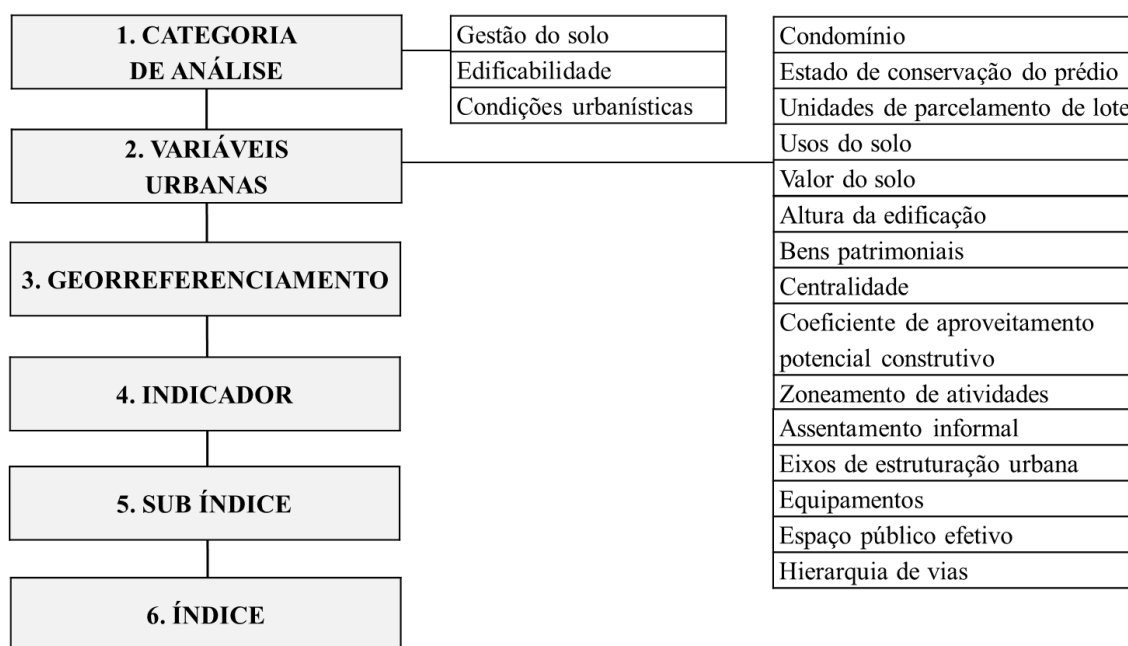 1. CATEGORIA
DE ANÁLISE
Gestão do solo
Edificabilidade
Condições urbanísticas
2. VARIÁVEIS
URBANAS
Condomínio
Estado de conservação do prédio
Unidades de parcelamento de lote
Usos do solo
Valor do solo
Altura da edificação
Bens patrimoniais
Centralidade
Coeficiente de aproveitamento
potencial construtivo
Zoneamento de atividades
Assentamento informal
Eixos de estruturação urbana
Equipamentos
Espaço público efetivo
Hierarquia de vias
3. GEORREFERENCIAMENTO
4. INDICADOR
5. SUB ÍNDICE
6. ÍNDICE